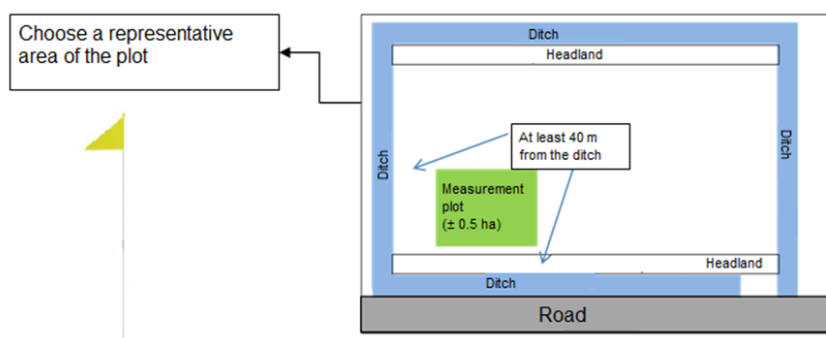 Choose a representative
area of the plot
Ditch
Headland
At least 40 m
from the ditch
Ditch
Ditch
Measurement
plot
(± 0.5 ha)
Headland
Ditch
Road